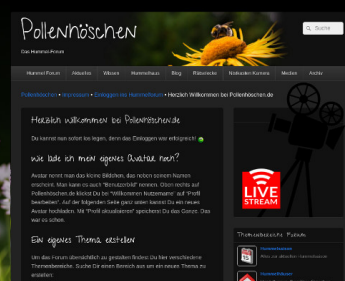 Pollenhöschen
Das Hummel-Forum
Suche
Hummel Forum Aktuelles Wissen Hummelhaus Blog Nistkasten Kamera Medien Archiv
Pollenhöschen • Impressum • Einloggen ins Hummelforum • Herzlich Willkommen bei Pollenhöschen.de
Herzlich willkommen bei Pollenhöschen.de
Du kannst nun sofort los legen, denn das Einloggen war erfolgreich!
Wie lade ich mein eigenes Avatar hoch?
Avatar nennt man das kleine Bildchen, das neben seinem Namen
erscheint. Man kann es auch "Benutzerbild" nennen. Oben rechts auf
Pollenhöschen.de klickst Du bei "Willkommen Nutzername" auf "Profil
bearbeiten". Auf der folgenden Seite ganz unten kannst Du ein neues
Avatar hochladen. Mit "Profil aktualisieren" speicherst Du das Ganze. Das
war es schon.
Ein eigenes Thema erstellen
Um das Forum übersichtlich zu gestalten findest Du hier verschiedene
Themenbereiche. Suche Dir einen Bereich aus um ein neues Thema zu
erstellen:
LIVE
STREAM
Themenbereiche Forum